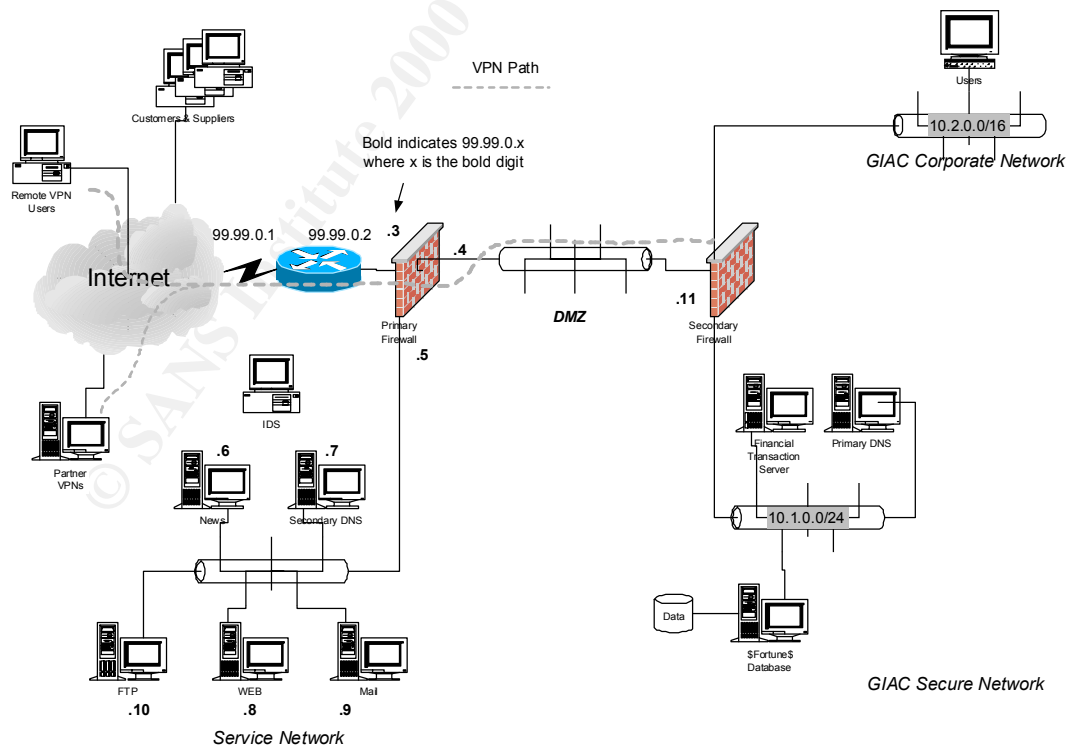 VPN Path
Customers & Suppliers
Users
10.2.0.0/16
GIAC Corporate Network
Bold indicates 99.99.0.x
where x is the bold digit
Remote VPN
Users
99.99.0.1
99.99.0.2
.3
.4
Internet
DMZ
.11
Primary
Firewall
Secondary
Firewall
.5
IDS
Partner
VPNs
.6
.7
News
Secondary DNS
Financial
Transaction
Server
Primary DNS
10.1.0.0/24
Data
$Fortune$
Database
FTP
WEB
Mail
.10
.8
.9
GIAC Secure Network
Service Network
© SANS Institute 2000